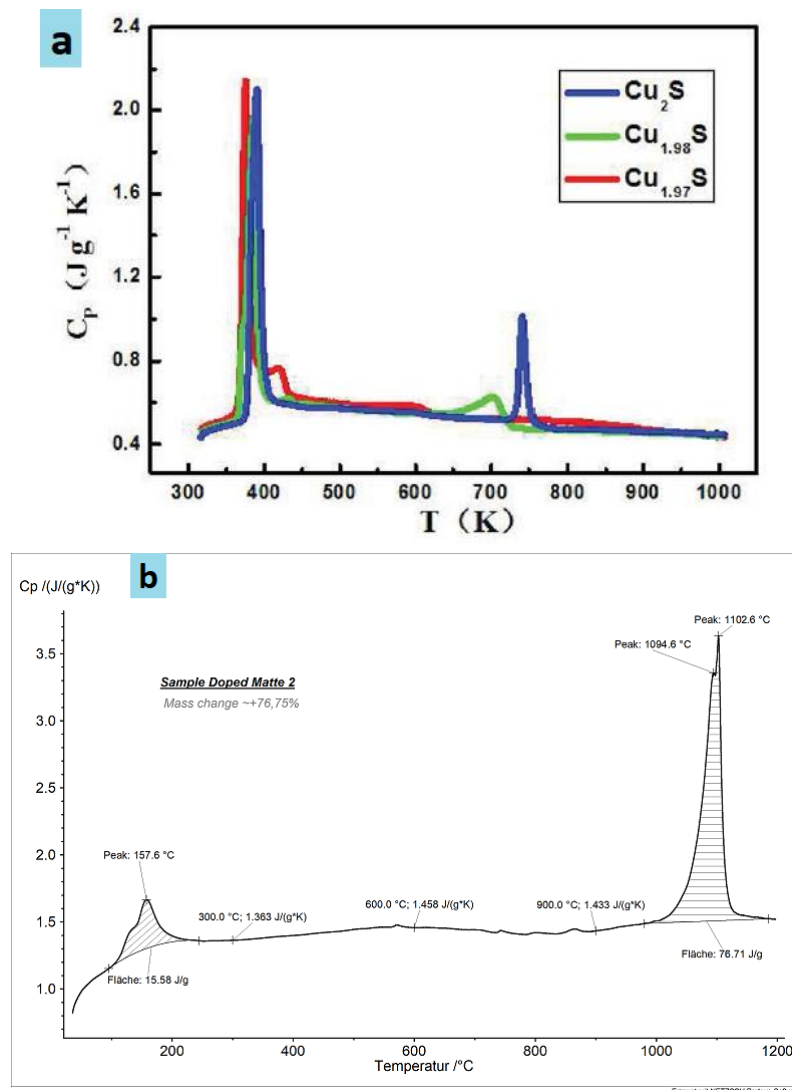 a
2.4
2.0
1.6
1.2
0.8
0.4
Cₚ (J g⁻¹ K⁻¹)
Cu₂S
Cu₁.₉₈S
Cu₁.₉₇S
300 400 500 600 700 800 900 1000
T (K)
b
Cp /(J/(g*K))
3.5
3.0
2.5
2.0
1.5
1.0
Sample Doped Matte 2
Mass change ~+76,75%
Peak: 1102.6 °C
Peak: 1094.6 °C
Peak: 157.6 °C
300.0 °C; 1.363 J/(g*K)
600.0 °C; 1.458 J/(g*K)
900.0 °C; 1.433 J/(g*K)
Fläche: 15.58 J/g
Fläche: 76.71 J/g
200 400 600 800 1000 1200
Temperatur /°C